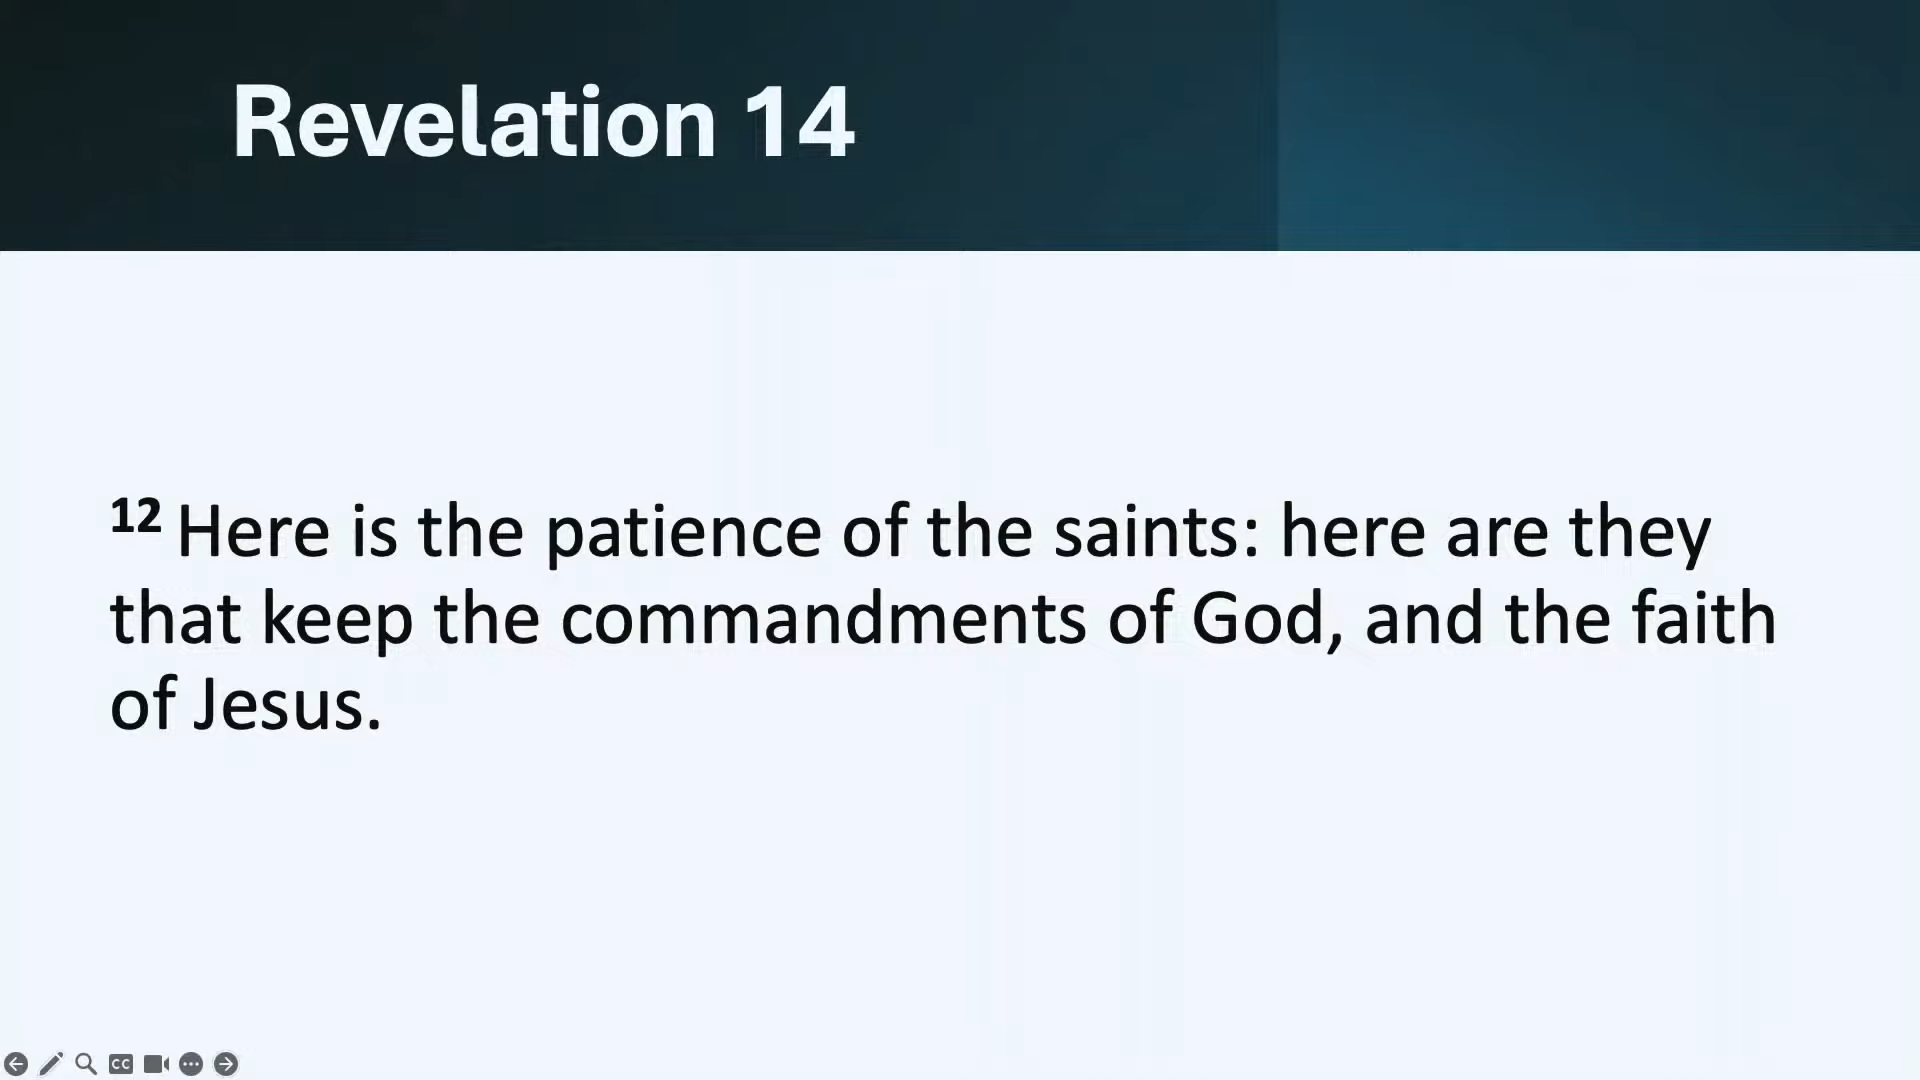 Revelation 14
12 Here is the patience of the saints: here are they
that keep the commandments of God, and the faith
of Jesus.
CC